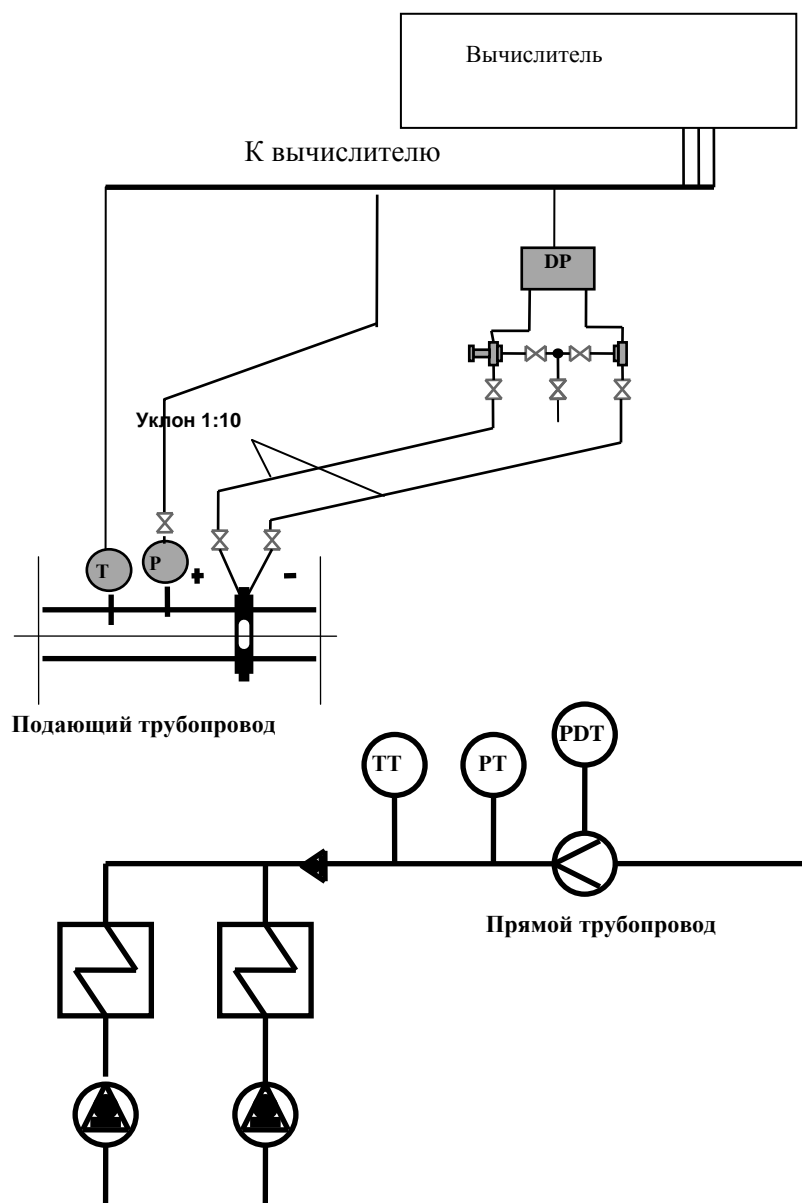 Вычислитель
К вычислителю
DP
Уклон 1:10
T
P
+
-
Подающий трубопровод
TT
PT
PDT
Прямой трубопровод